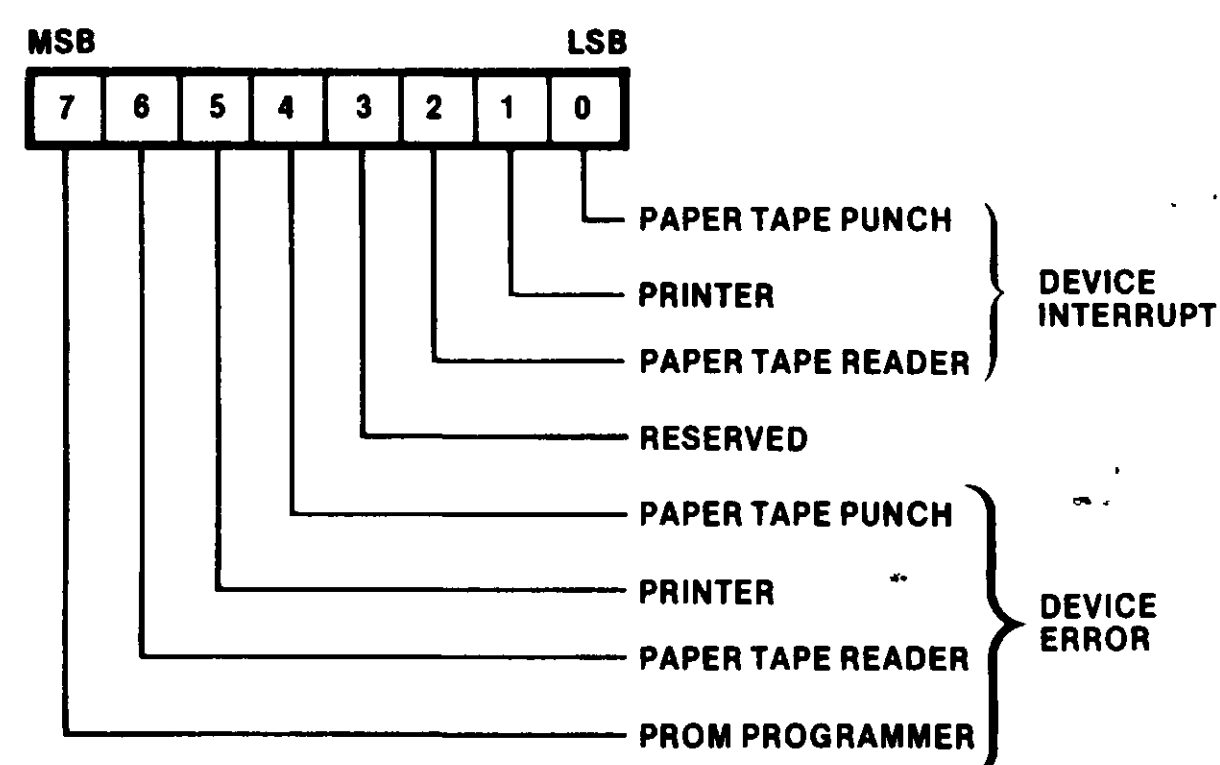 MSB LSB
7 6 5 4 3 2 1 0
PAPER TAPE PUNCH
PRINTER
PAPER TAPE READER
DEVICE
INTERRUPT
RESERVED
PAPER TAPE PUNCH
PRINTER
PAPER TAPE READER
PROM PROGRAMMER
DEVICE
ERROR